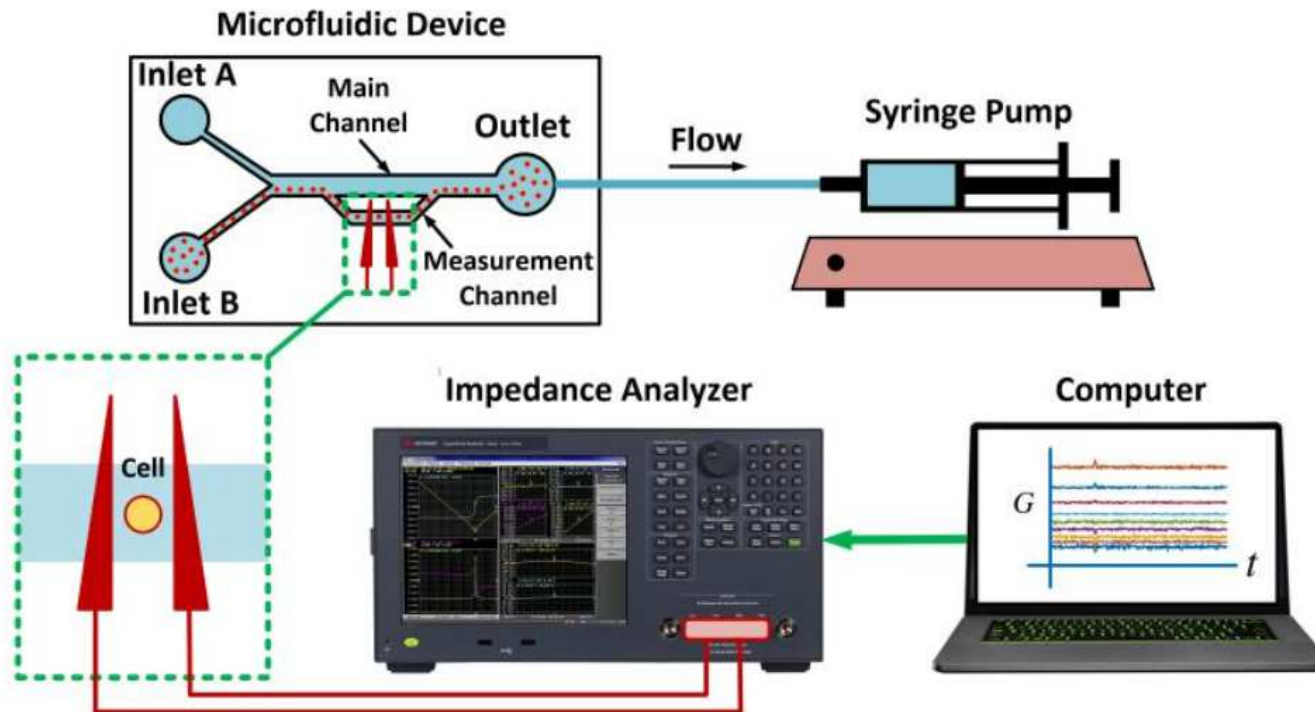 Microfluidic Device
Inlet A
Main
Channel
Outlet
Flow
Syringe Pump
Measurement
Channel
Inlet B
Cell
Impedance Analyzer
Computer
G
t